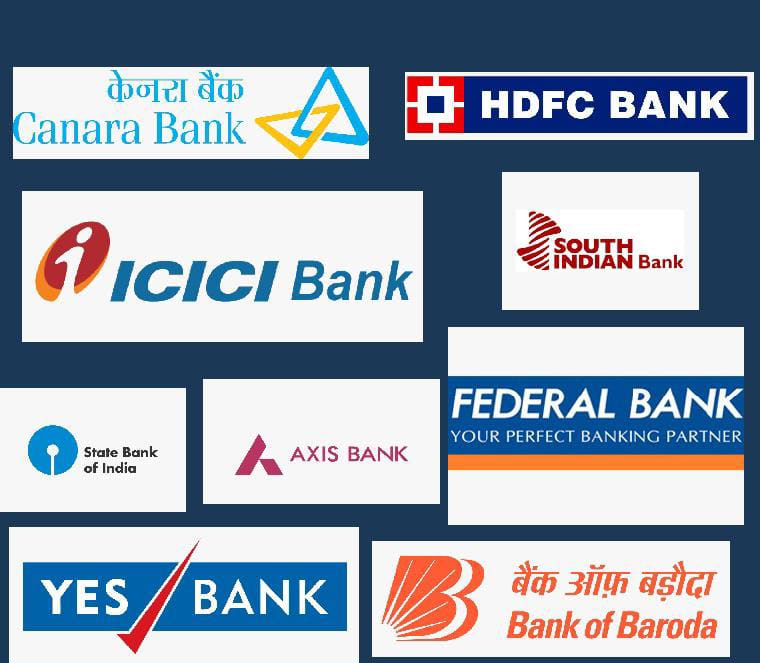 केनरा बैंक
Canara Bank
HDFC BANK
ICICI Bank
SOUTH
INDIAN Bank
State Bank
of India
AXIS BANK
FEDERAL BANK
YOUR PERFECT BANKING PARTNER
YES BANK
बैंक ऑफ़ बड़ौदा
Bank of Baroda